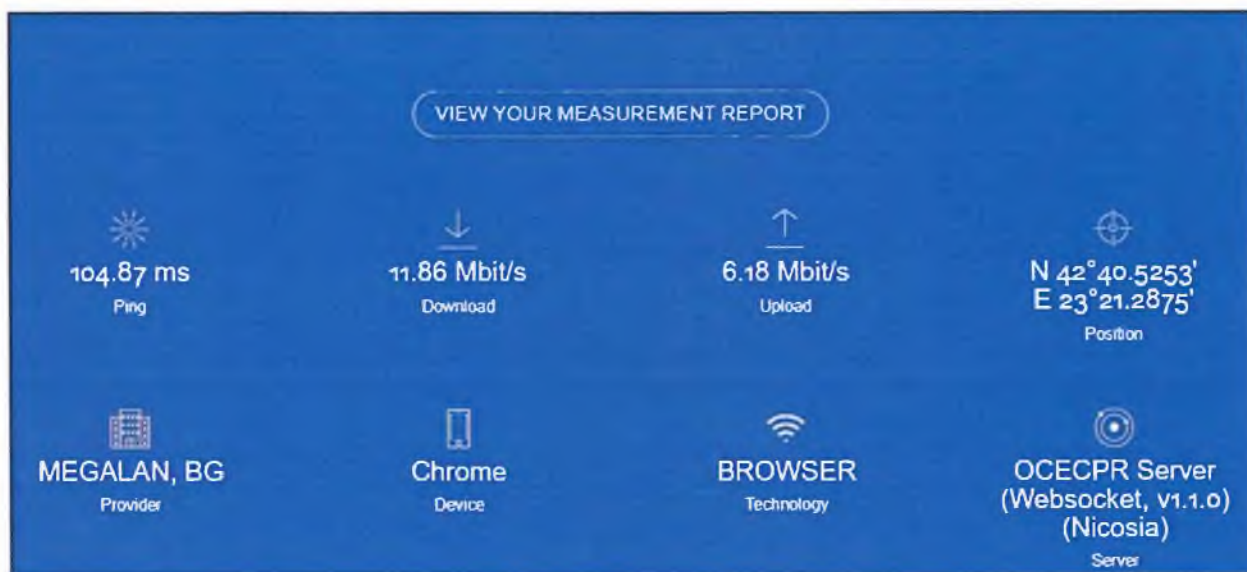 VIEW YOUR MEASUREMENT REPORT
104.87 ms
Ping
11.86 Mbit/s
Download
6.18 Mbit/s
Upload
N 42°40.5253'
E 23°21.2875'
Position
MEGALAN, BG
Provider
Chrome
Device
BROWSER
Technology
OCECPR Server
(Websocket, v1.1.0)
(Nicosia)
Server